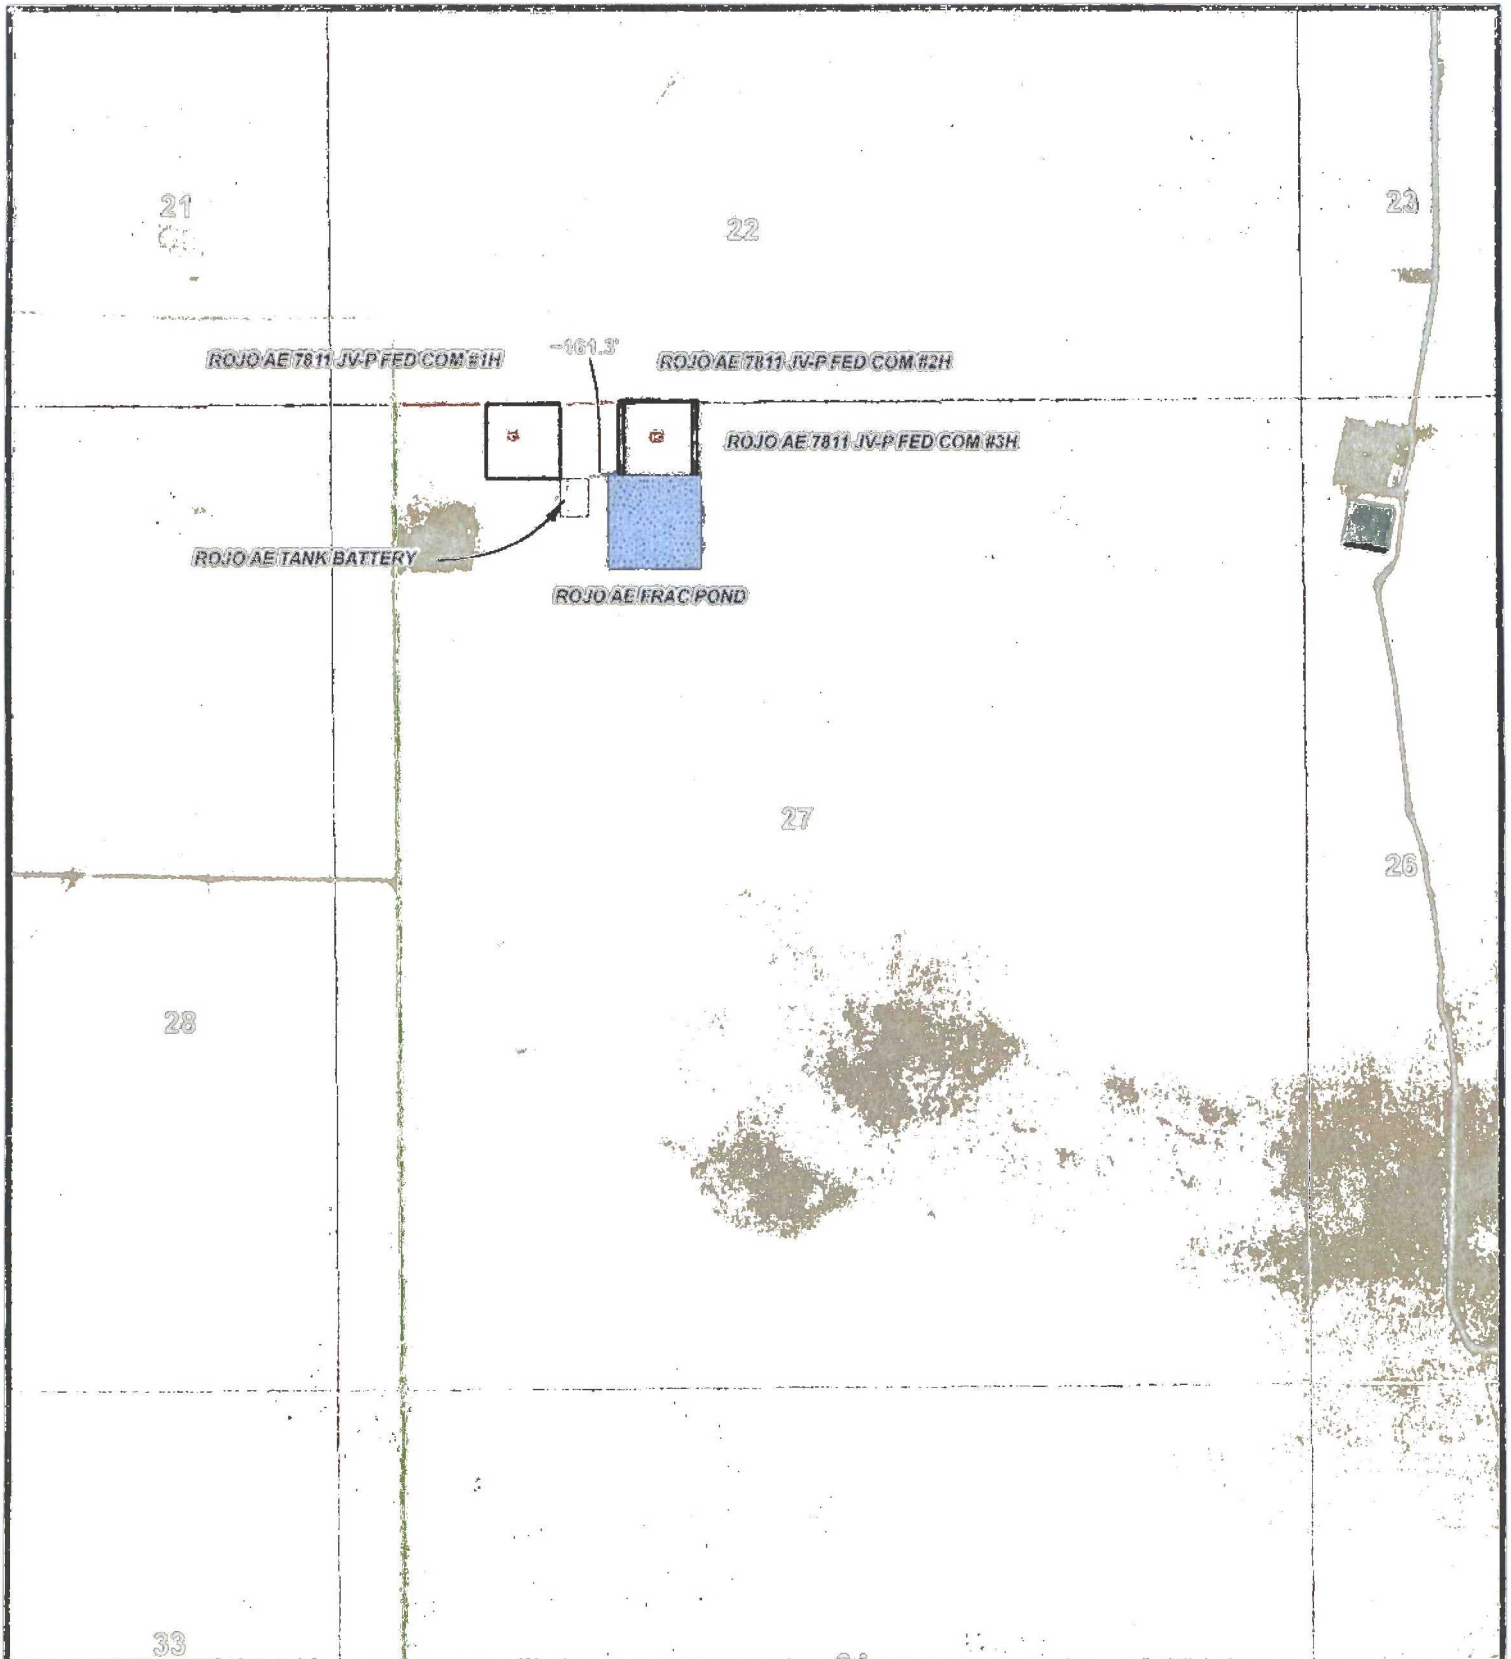 21
22
23
ROJO AE 7811 JV-P FED COM #1H
~161.3'
ROJO AE 7811 JV-P FED COM #2H
ROJO AE 7811 JV-P FED COM #3H
ROJO AE TANK BATTERY
ROJO AE FRAC POND
27
26
28
33